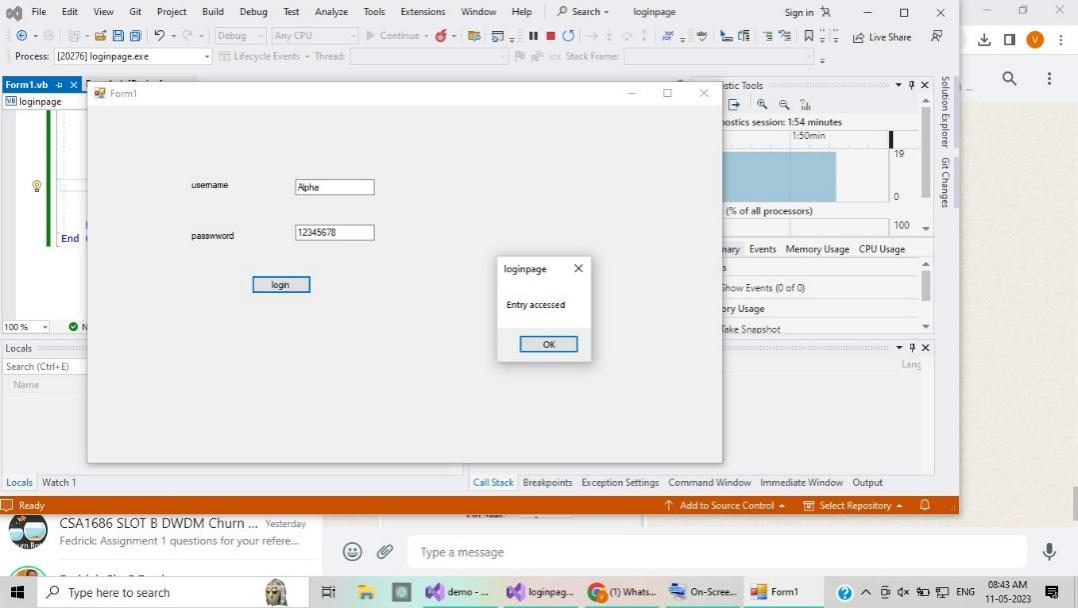 File Edit View Git Project Build Debug Test Analyze Tools Extensions Window Help Search loginpage Sign in
Debug Any CPU Continue Live Share
Process: [20276] loginpage.exe Lifecycle Events Thread: Stack Frame:
Form1.vb
loginpage
Form1
username Alpha
passwword 12345678
login
loginpage
Entry accessed
OK
End
100 %
stic Tools
nostics session: 1:54 minutes
1:50min
19
0
(% of all processors)
100
nary Events Memory Usage CPU Usage
s
Show Events (0 of 0)
ory Usage
Take Snapshot
Solution Explorer
Git Changes
Locals
Search (Ctrl+E)
Name
Lang
Locals Watch 1
Call Stack Breakpoints Exception Settings Command Window Immediate Window Output
Ready Add to Source Control Select Repository
CSA1686 SLOT B DWDM Churn ... Yesterday
Fedrick: Assignment 1 questions for your refere...
Type a message
V
Type here to search
demo - ... loginpag... (1) Whats... On-Scree... Form1
ENG
08:43 AM
11-05-2023